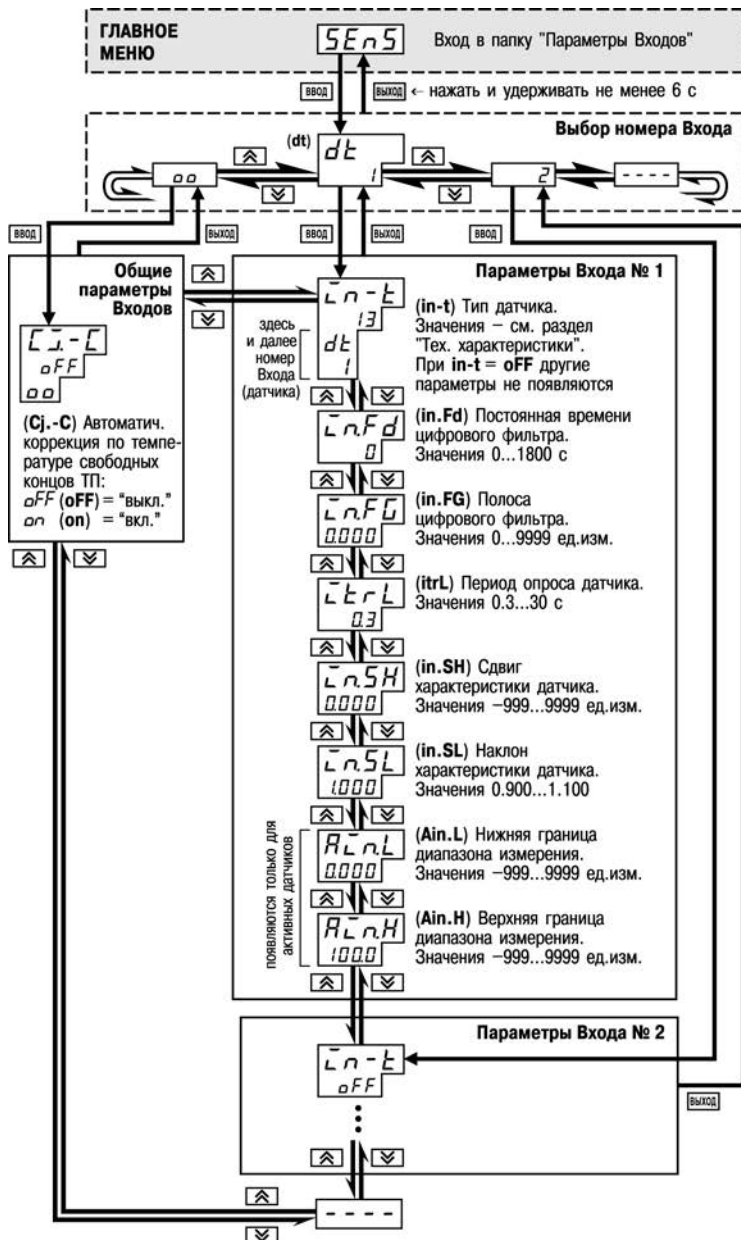 ГЛАВНОЕ
МЕНЮ
SEnS
Вход в папку "Параметры Входов"
ВВОД
ВЫХОД
← нажать и удерживать не менее 6 с
Выбор номера Входа
(dt)
dt
1
oo
2
- - - -
ВВОД
ВЫХОД
ВВОД
ВЫХОД
ВВОД
Общие
параметры
Входов
Cj.-C
oFF
oo
(Cj.-C) Автоматич.
коррекция по темпе-
ратуре свободных
концов ТП:
oFF (oFF) = "выкл."
on (on) = "вкл."
Параметры Входа № 1
in-t
13
dt
1
здесь
и далее
номер
Входа
(датчика)
(in-t) Тип датчика.
Значения – см. раздел
"Тех. характеристики".
При in-t = oFF другие
параметры не появляются
in.Fd
0
(in.Fd) Постоянная времени
цифрового фильтра.
Значения 0...1800 с
in.FG
0.000
(in.FG) Полоса
цифрового фильтра.
Значения 0...9999 ед.изм.
itrL
0.3
(itrL) Период опроса датчика.
Значения 0.3...30 с
in.SH
0.000
(in.SH) Сдвиг
характеристики датчика.
Значения –999...9999 ед.изм.
in.SL
1.000
(in.SL) Наклон
характеристики датчика.
Значения 0.900...1.100
появляются только для
активных датчиков
Ain.L
0.000
(Ain.L) Нижняя граница
диапазона измерения.
Значения –999...9999 ед.изм.
Ain.H
100.0
(Ain.H) Верхняя граница
диапазона измерения.
Значения –999...9999 ед.изм.
Параметры Входа № 2
in-t
oFF
ВЫХОД
- - - -